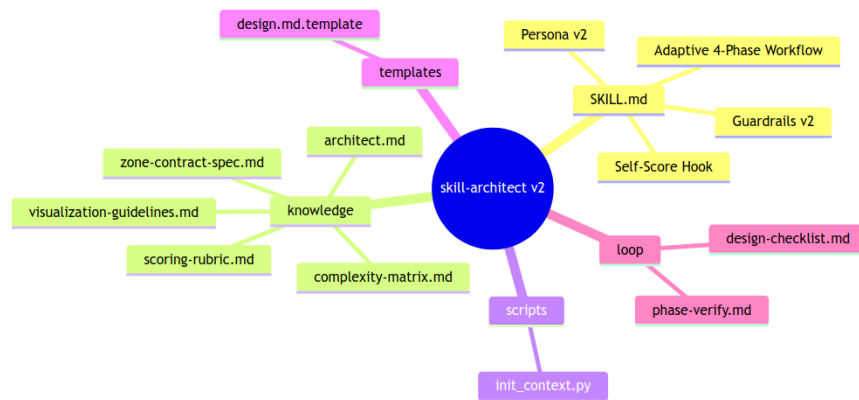 design.md.template
Persona v2
Adaptive 4-Phase Workflow
templates
SKILL.md
Guardrails v2
architect.md
zone-contract-spec.md
Self-Score Hook
skill-architect v2
visualization-guidelines.md
knowledge
design-checklist.md
loop
scoring-rubric.md
complexity-matrix.md
scripts
phase-verify.md
init_context.py